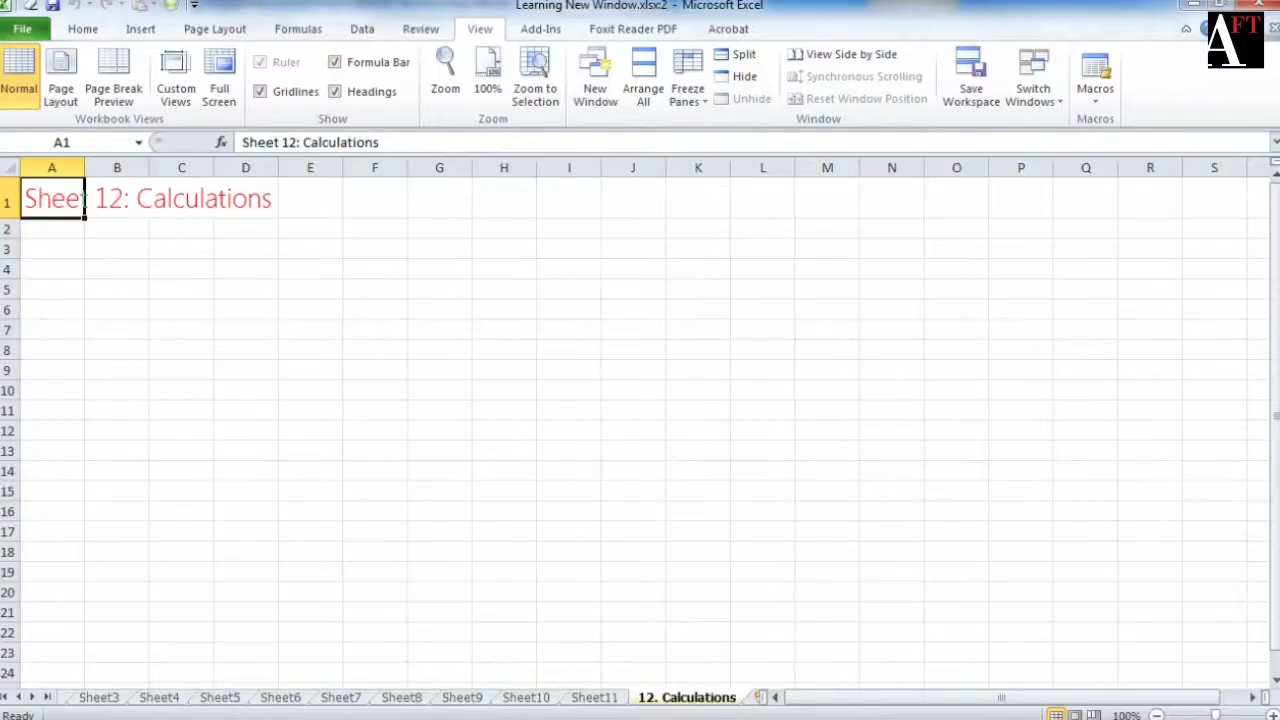 Learning New Window.xlsx:2 - Microsoft Excel
File Home Insert Page Layout Formulas Data Review View Add-Ins Foxit Reader PDF Acrobat
AFT
Normal Page Layout Page Break Preview Custom Views Full Screen
Workbook Views
Ruler Formula Bar
Gridlines Headings
Show
Zoom 100% Zoom to Selection
Zoom
New Window Arrange All Freeze Panes
Split
Hide
Unhide
View Side by Side
Synchronous Scrolling
Reset Window Position
Save Workspace Switch Windows
Window
Macros
Macros
A1 fx Sheet 12: Calculations
A B C D E F G H I J K L M N O P Q R S
1 Sheet 12: Calculations
2
3
4
5
6
7
8
9
10
11
12
13
14
15
16
17
18
19
20
21
22
23
24
Sheet3 Sheet4 Sheet5 Sheet6 Sheet7 Sheet8 Sheet9 Sheet10 Sheet11 12. Calculations
Ready 100%